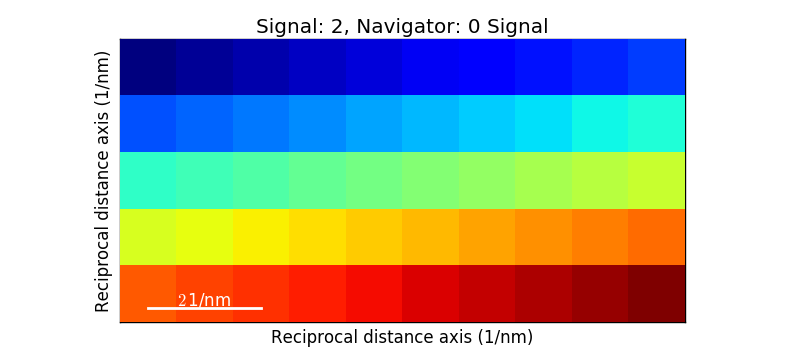 Signal: 2, Navigator: 0 Signal
Reciprocal distance axis (1/nm)
21/nm
Reciprocal distance axis (1/nm)